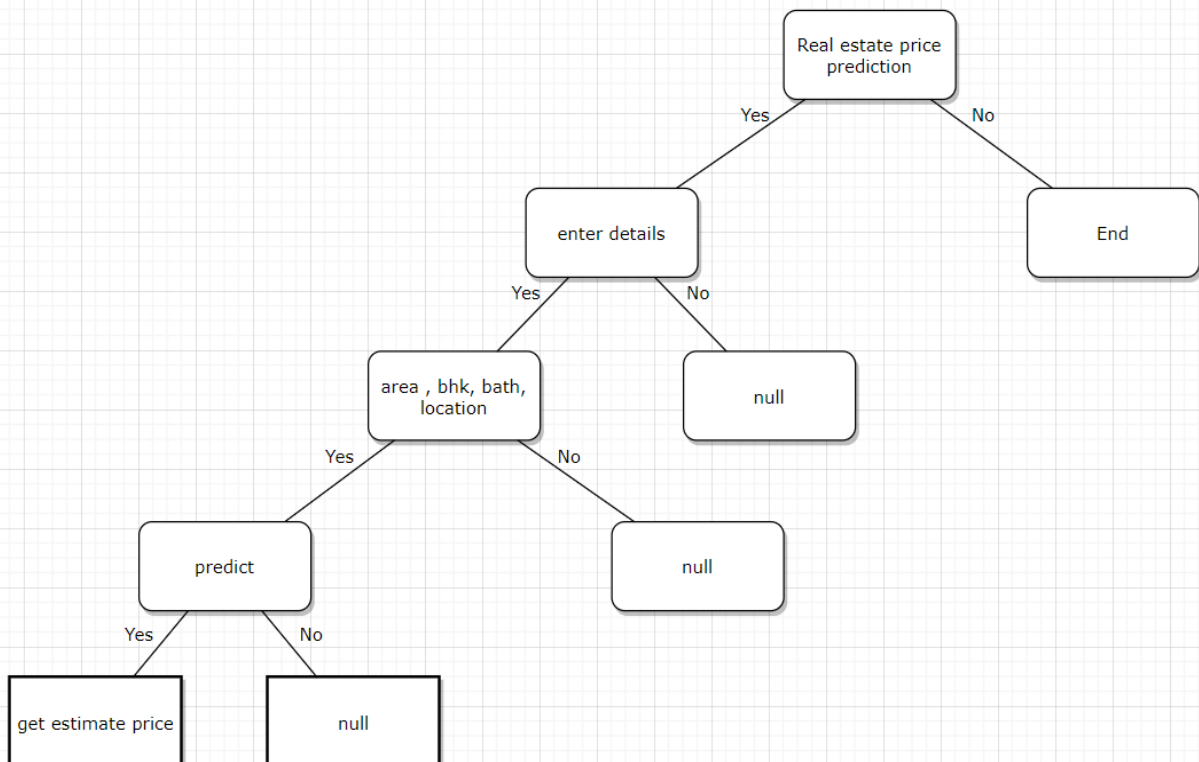 Real estate price
prediction
Yes
No
enter details
End
Yes
No
area , bhk, bath,
location
null
Yes
No
predict
null
Yes
No
get estimate price
null